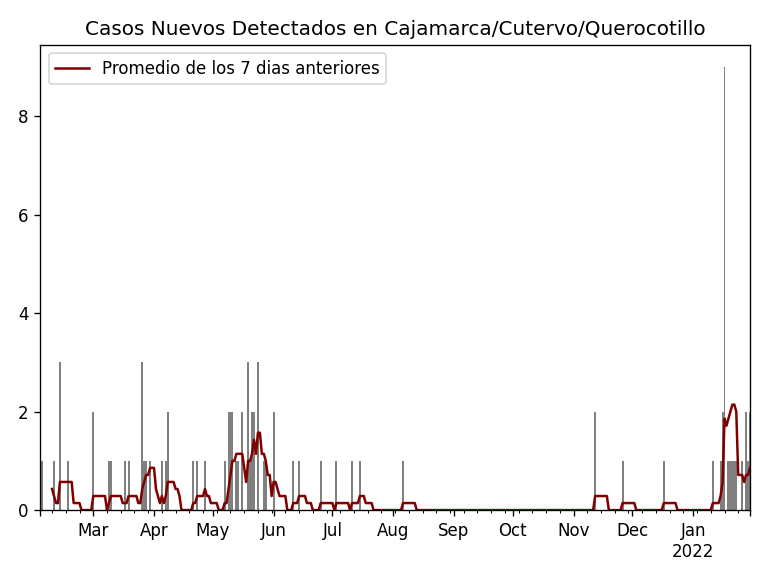 Casos Nuevos Detectados en Cajamarca/Cutervo/Querocotillo
Promedio de los 7 dias anteriores
8
6
4
2
0
Mar Apr May Jun Jul Aug Sep Oct Nov Dec Jan
2022